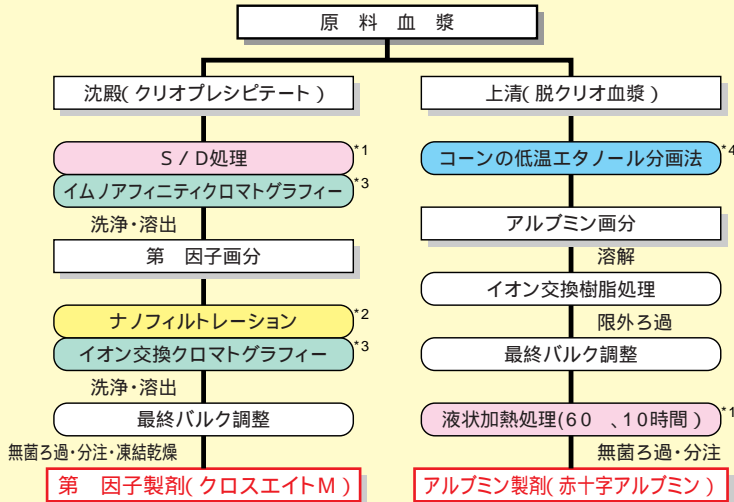 原 料 血 漿
沈殿(クリオプレシピテート)
S/D処理 *1
イムノアフィニティクロマトグラフィー *3
洗浄・溶出
第 因子画分
ナノフィルトレーション *2
イオン交換クロマトグラフィー *3
洗浄・溶出
最終バルク調整
無菌ろ過・分注・凍結乾燥
第 因子製剤(クロスエイトM)
上清(脱クリオ血漿)
コーンの低温エタノール分画法 *4
アルブミン画分
溶解
イオン交換樹脂処理
限外ろ過
最終バルク調整
液状加熱処理(60 、10時間) *1
無菌ろ過・分注
アルブミン製剤(赤十字アルブミン)